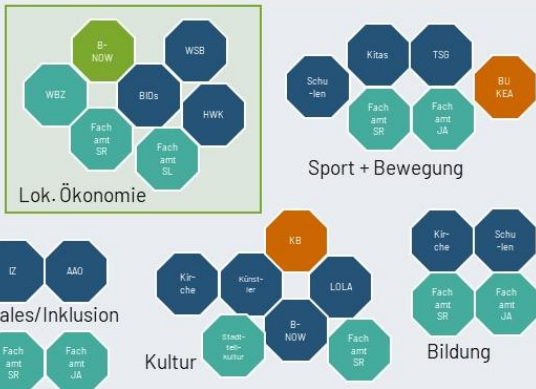 B-
NOW
WSB
WBZ
BIDs
HWK
Fach
amt
SR
Fach
amt
SL
Lok. Ökonomie
Kitas
TSG
Schu
-len
BU
KEA
Fach
amt
SR
Fach
amt
JA
Sport + Bewegung
IZ
AAO
ales/Inklusion
Fach
amt
SR
Fach
amt
JA
KB
Kir-
che
Künst-
ler
LOLA
B-
NOW
Stadt-
teil-
kultur
Fach
amt
SR
Kultur
Kir-
che
Schu
-len
Fach
amt
SR
Fach
amt
JA
Bildung